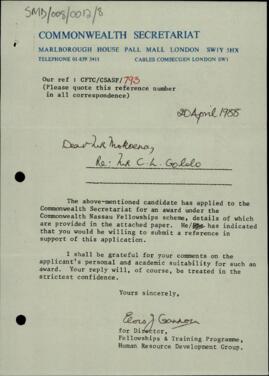 SMD/008/0012/8
COMMONWEALTH SECRETARIAT
MARLBOROUGH HOUSE PALL MALL LONDON SW1Y 5HX
TELEPHONE 01-839 3411 CABLES COMSECGEN LONDON SW1
Our ref : CFTC/CSASF/793
(Please quote this reference number
in all correspondence)
20 April 1988
Dear Mr
Re: Mr C.L.
The above-mentioned candidate has applied to the
Commonwealth Secretariat for an award under the
Commonwealth Nassau Fellowships scheme, details of which
are provided in the attached paper. He/she has indicated
that you would be willing to submit a reference in
support of this application.
I shall be grateful for your comments on the
applicant's personal and academic suitability for such an
award. Your reply will, of course, be treated in the
strictest confidence.
Yours sincerely,
for Director,
Fellowships & Training Programme,
Human Resource Development Group.